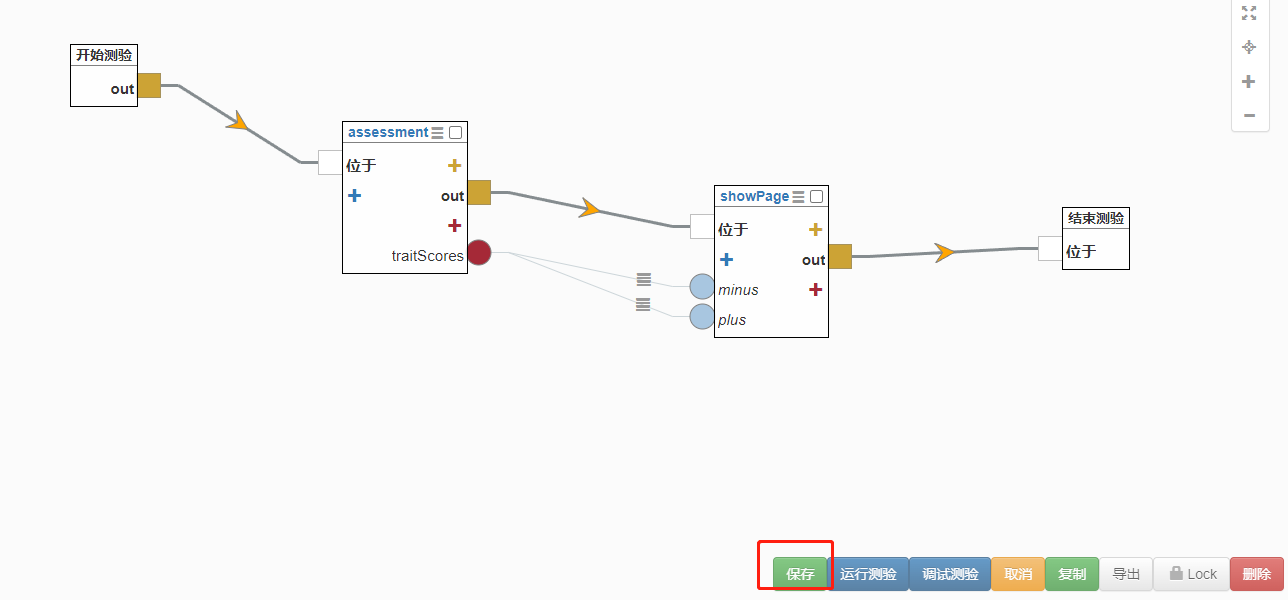 开始测验
out
assessment
位于
out
traitScores
showPage
位于
out
minus
plus
结束测验
位于
保存
运行测验
调试测验
取消
复制
导出
Lock
删除